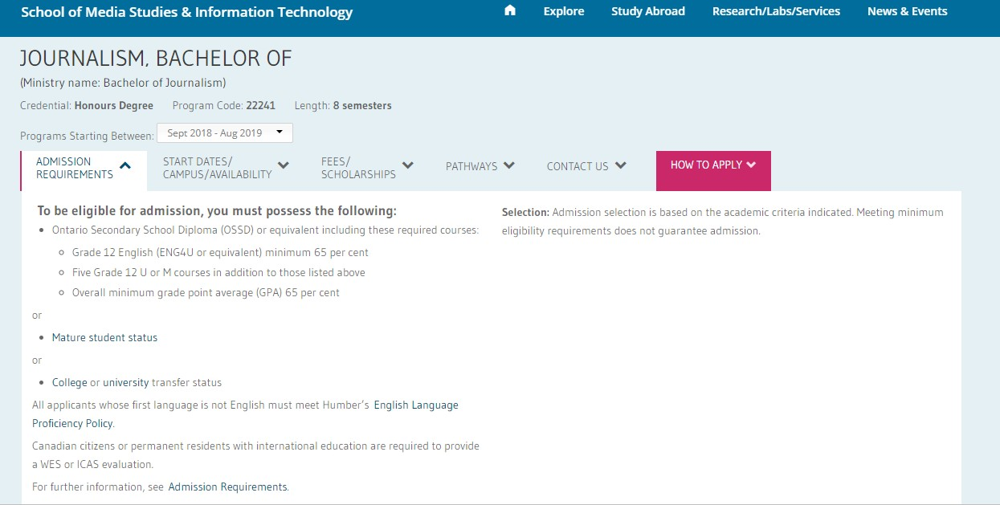 School of Media Studies & Information Technology
Explore
Study Abroad
Research/Labs/Services
News & Events
JOURNALISM, BACHELOR OF
(Ministry name: Bachelor of Journalism)
Credential: Honours Degree
Program Code: 22241
Length: 8 semesters
Programs Starting Between:
Sept 2018 - Aug 2019
ADMISSION
REQUIREMENTS
START DATES/
CAMPUS/AVAILABILITY
FEES/
SCHOLARSHIPS
PATHWAYS
CONTACT US
HOW TO APPLY
To be eligible for admission, you must possess the following:
• Ontario Secondary School Diploma (OSSD) or equivalent including these required courses:
◦ Grade 12 English (ENG4U or equivalent) minimum 65 per cent
◦ Five Grade 12 U or M courses in addition to those listed above
◦ Overall minimum grade point average (GPA) 65 per cent
or
• Mature student status
or
• College or university transfer status
All applicants whose first language is not English must meet Humber's English Language
Proficiency Policy.
Canadian citizens or permanent residents with international education are required to provide
a WES or ICAS evaluation.
For further information, see Admission Requirements.
Selection: Admission selection is based on the academic criteria indicated. Meeting minimum
eligibility requirements does not guarantee admission.